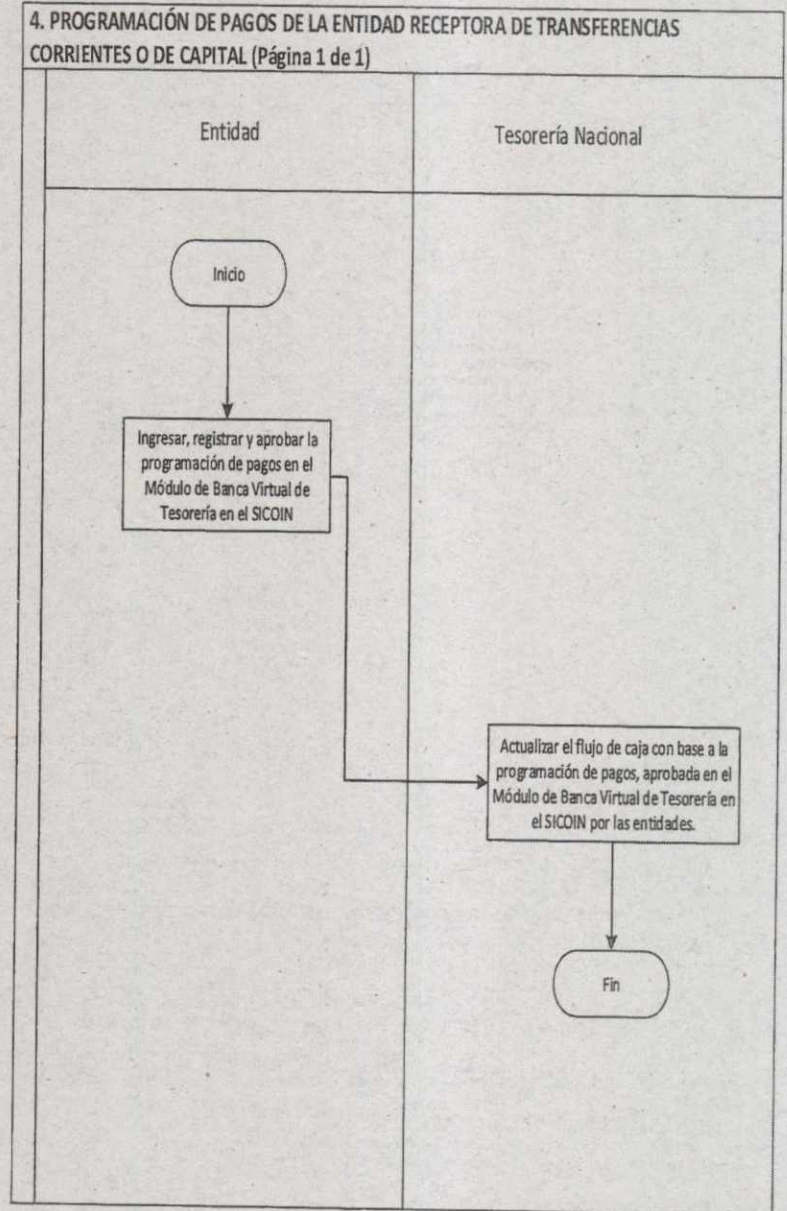 4. PROGRAMACIÓN DE PAGOS DE LA ENTIDAD RECEPTORA DE TRANSFERENCIAS
CORRIENTES O DE CAPITAL (Página 1 de 1)
Entidad
Tesorería Nacional
Inicio
Ingresar, registrar y aprobar la
programación de pagos en el
Módulo de Banca Virtual de
Tesorería en el SICOIN
Actualizar el flujo de caja con base a la
programación de pagos, aprobada en el
Módulo de Banca Virtual de Tesorería en
el SICOIN por las entidades.
Fin